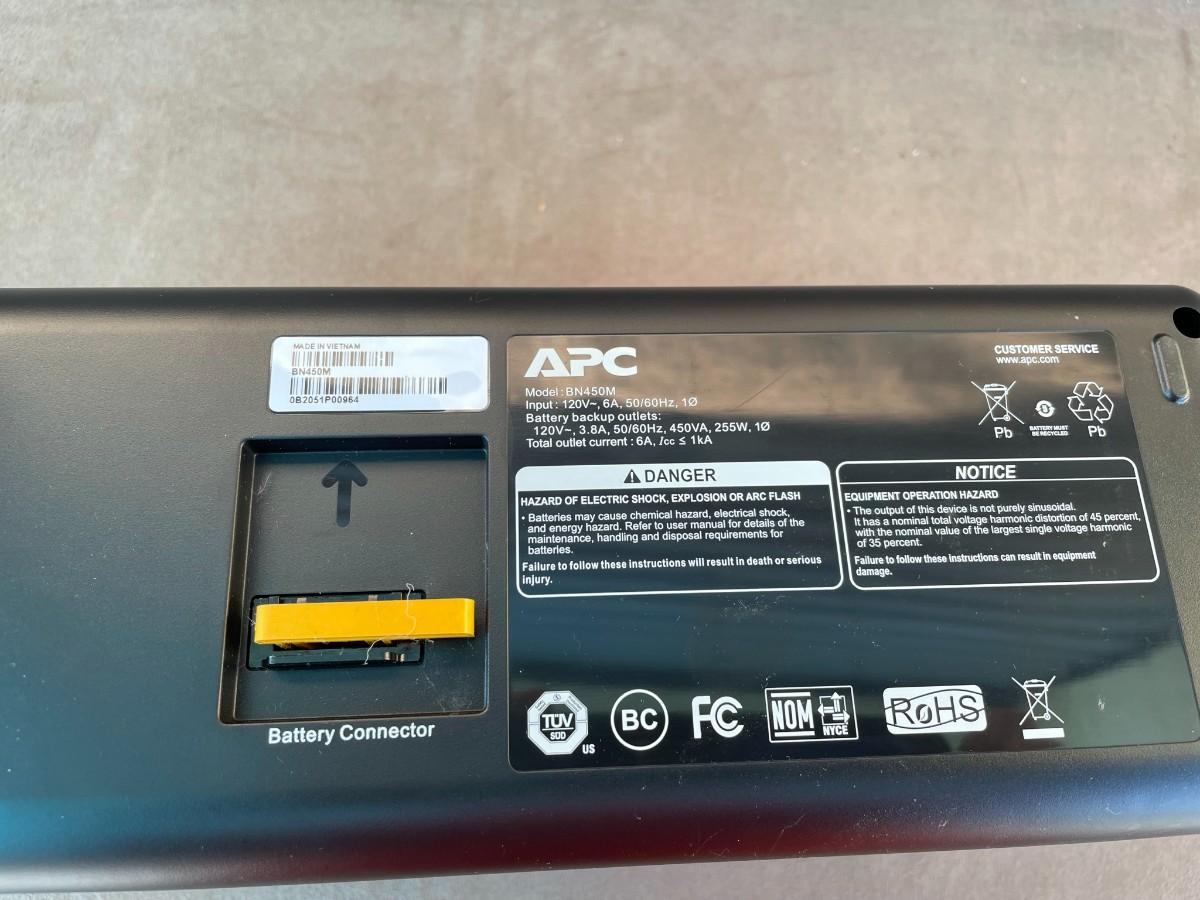 MADE IN VIETNAM
BN450M
0B2051P00964
Battery Connector
APC
Model : BN450M
Input : 120V~, 6A, 50/60Hz, 1Ø
Battery backup outlets:
120V~, 3.8A, 50/60Hz, 450VA, 255W, 1Ø
Total outlet current : 6A, Icc ≤ 1kA
CUSTOMER SERVICE
www.apc.com
Pb
BATTERY MUST
BE RECYCLED
Pb
⚠ DANGER
HAZARD OF ELECTRIC SHOCK, EXPLOSION OR ARC FLASH
• Batteries may cause chemical hazard, electrical shock,
and energy hazard. Refer to user manual for details of the
maintenance, handling and disposal requirements for
batteries.
Failure to follow these instructions will result in death or serious
injury.
NOTICE
EQUIPMENT OPERATION HAZARD
• The output of this device is not purely sinusoidal.
It has a nominal total voltage harmonic distortion of 45 percent,
with the nominal value of the largest single voltage harmonic
of 35 percent.
Failure to follow these instructions can result in equipment
damage.
TÜV
SÜD
US
BC
FC
NOM
NYCE
RoHS